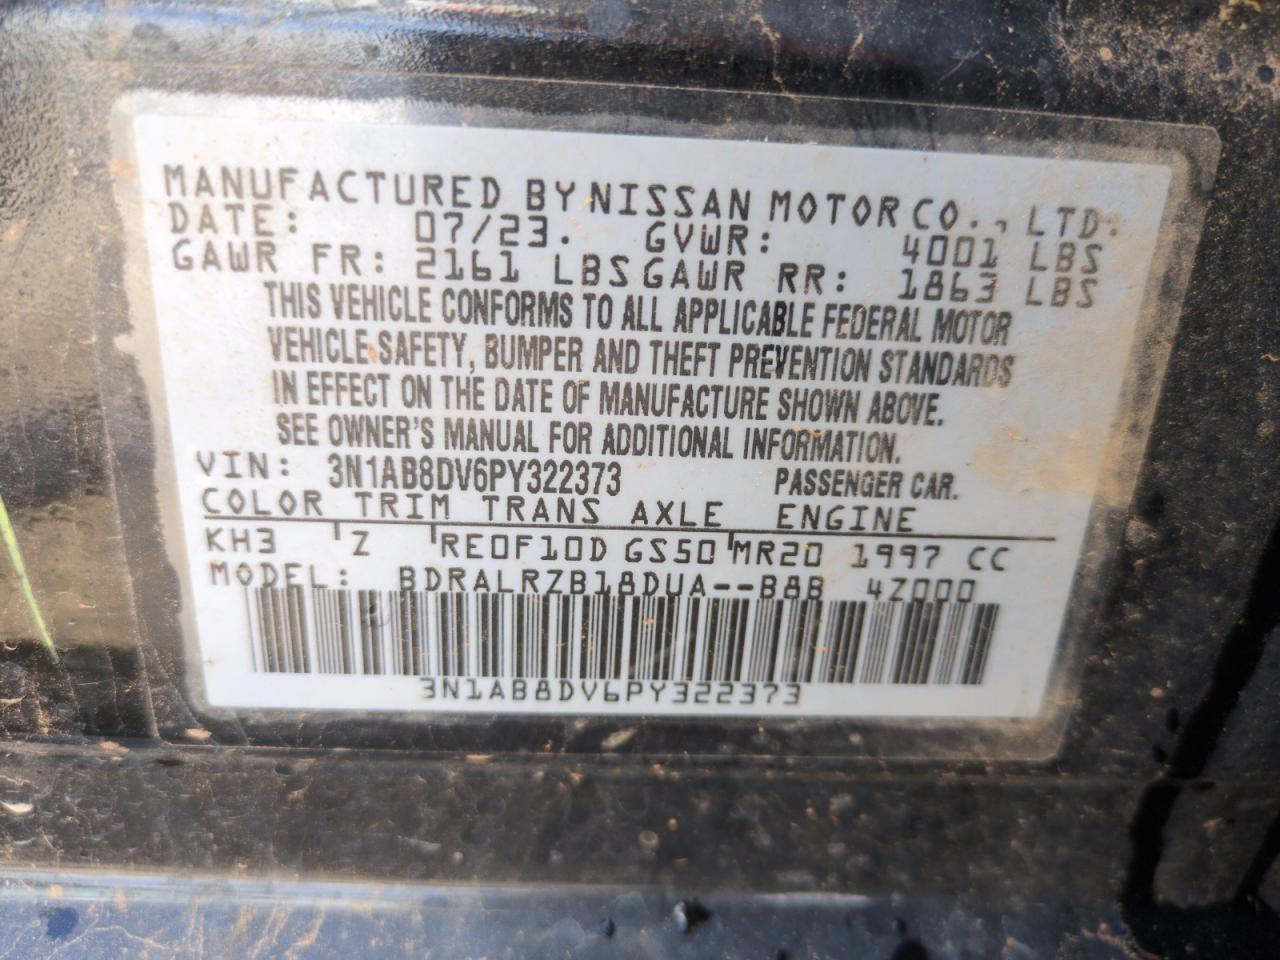 MANUFACTURED BY NISSAN MOTOR CO., LTD.
DATE: 07/23. GVWR: 4001 LBS
GAWR FR: 2161 LBS GAWR RR: 1863 LBS
THIS VEHICLE CONFORMS TO ALL APPLICABLE FEDERAL MOTOR
VEHICLE SAFETY, BUMPER AND THEFT PREVENTION STANDARDS
IN EFFECT ON THE DATE OF MANUFACTURE SHOWN ABOVE.
SEE OWNER'S MANUAL FOR ADDITIONAL INFORMATION.
VIN: 3N1AB8DV6PY322373 PASSENGER CAR.
COLOR TRIM TRANS AXLE ENGINE
KH3 Z RE0F10D GS50 MR20 1997 CC
MODEL: BDRALRZB18DUA--B8B 4Z000
3N1AB8DV6PY322373